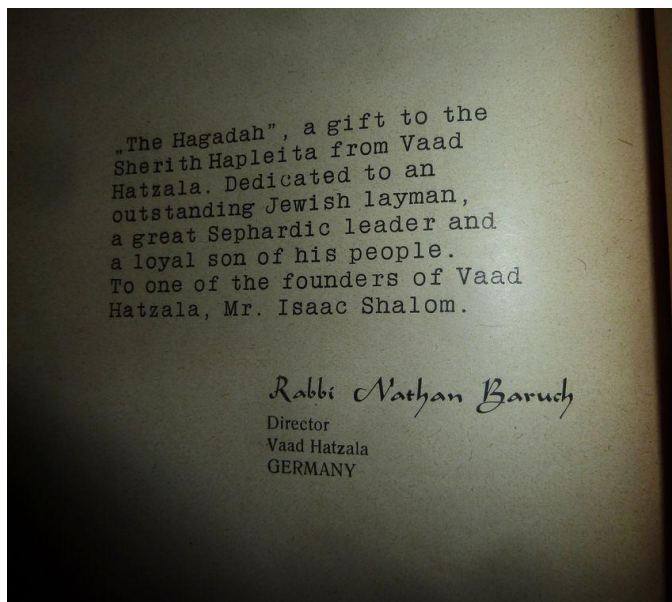 „The Hagadah”, a gift to the
Sherith Hapleita from Vaad
Hatzala. Dedicated to an
outstanding Jewish layman,
a great Sephardic leader and
a loyal son of his people.
To one of the founders of Vaad
Hatzala, Mr. Isaac Shalom.
Rabbi Nathan Baruch
Director
Vaad Hatzala
GERMANY